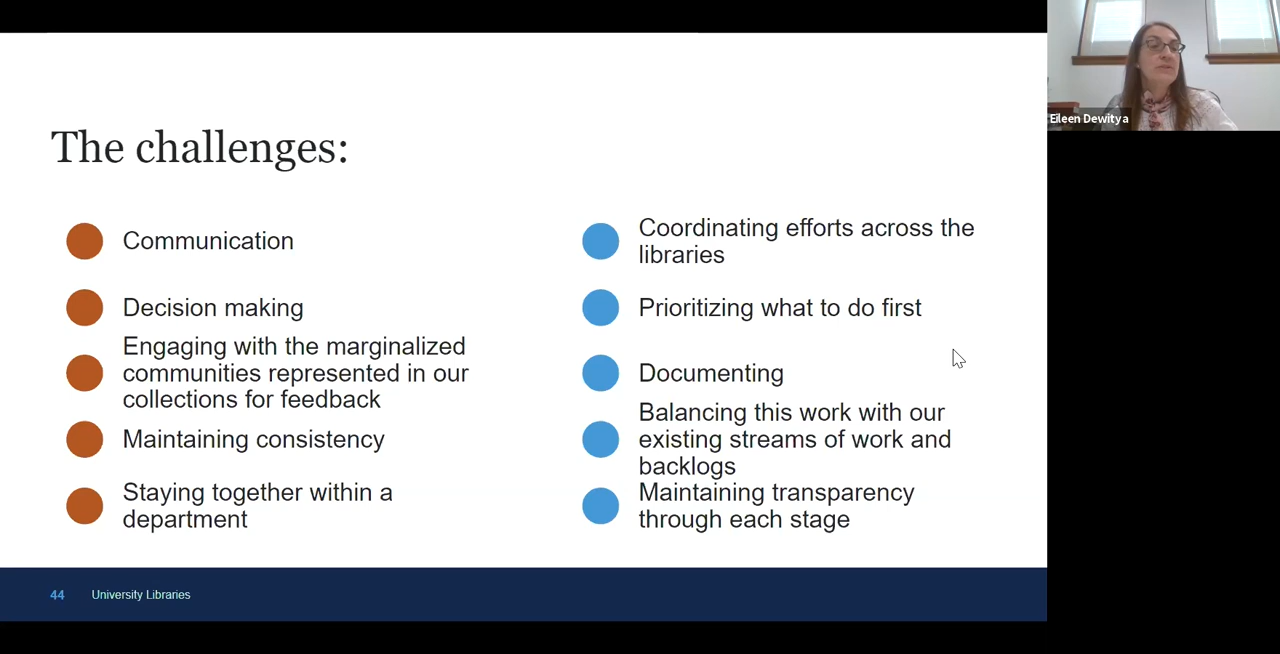 The challenges:
Communication
Decision making
Engaging with the marginalized
communities represented in our
collections for feedback
Maintaining consistency
Staying together within a
department
Coordinating efforts across the
libraries
Prioritizing what to do first
Documenting
Balancing this work with our
existing streams of work and
backlogs
Maintaining transparency
through each stage
44 University Libraries
Eileen Dewitya